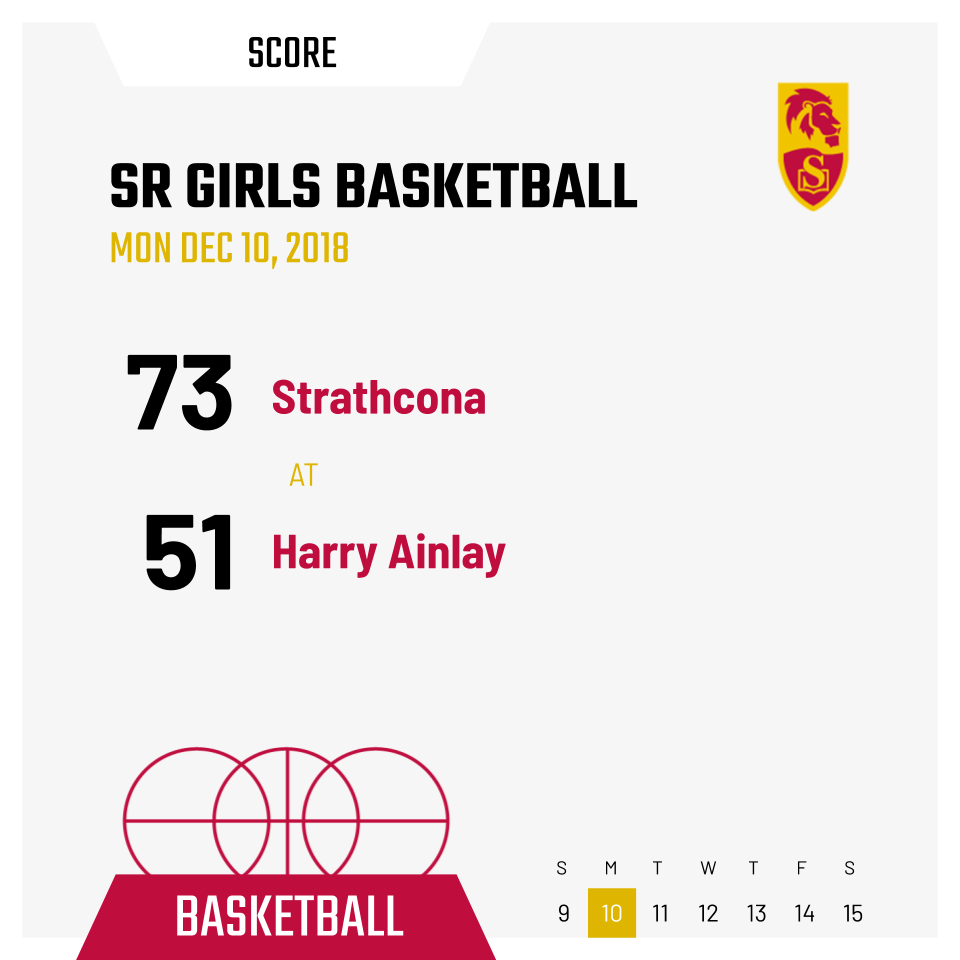 SCORE
SR GIRLS BASKETBALL
MON DEC 10, 2018
S
73 Strathcona
AT
51 Harry Ainlay
BASKETBALL
S M T W T F S
9 10 11 12 13 14 15